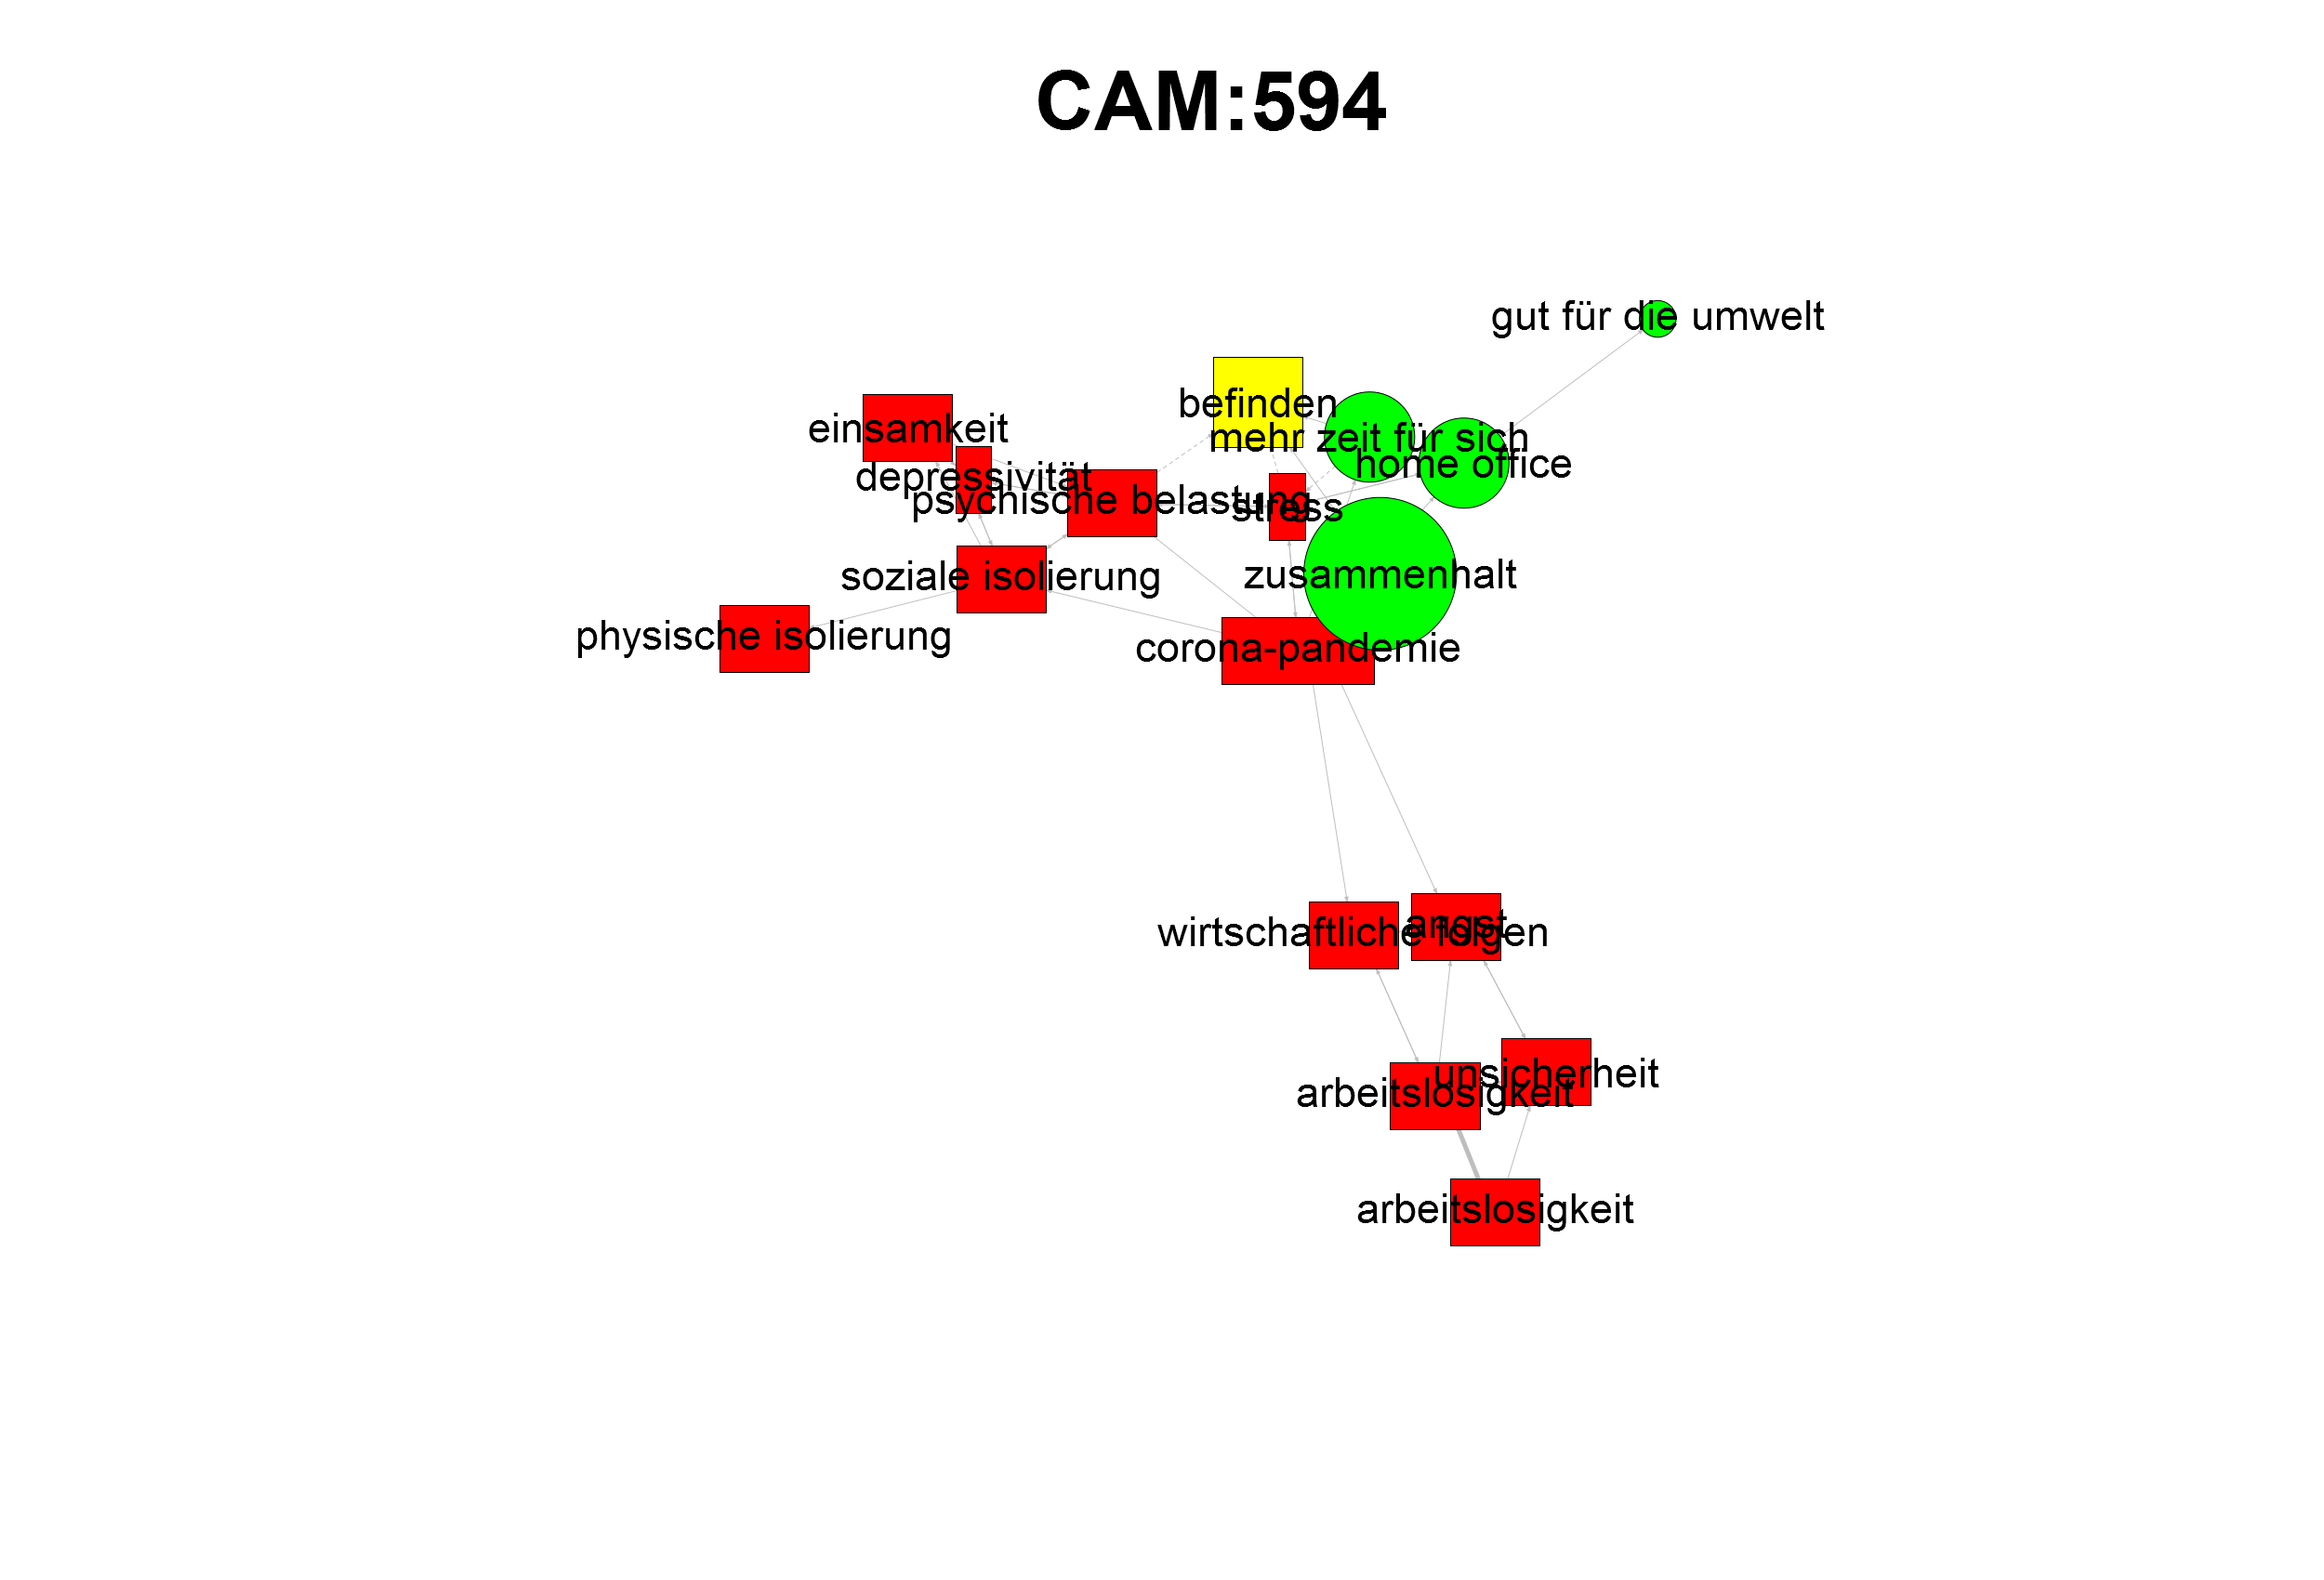 CAM:594
gut für die umwelt
befinden
einsamkeit
mehr zeit für sich
home office
depressivität
psychische belastung
stress
soziale isolierung
zusammenhalt
physische isolierung
corona-pandemie
wirtschaftliche folgen
angst
unsicherheit
arbeitslosigkeit
arbeitslosigkeit